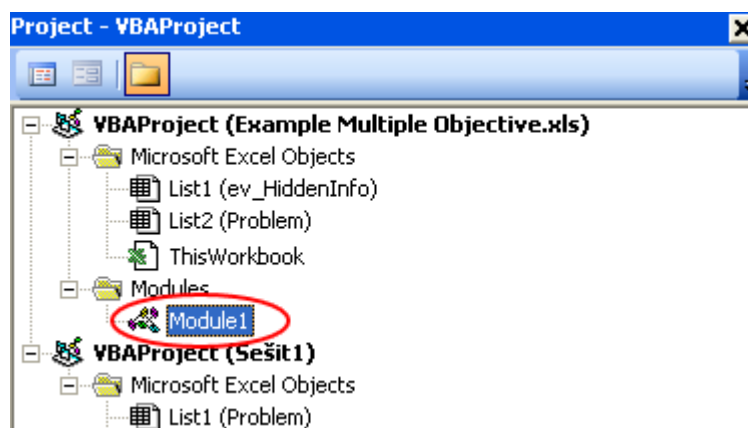 Project - VBAProject
VBAProject (Example Multiple Objective.xls)
Microsoft Excel Objects
List1 (ev_HiddenInfo)
List2 (Problem)
ThisWorkbook
Modules
Module1
VBAProject (Sešit1)
Microsoft Excel Objects
List1 (Problem)